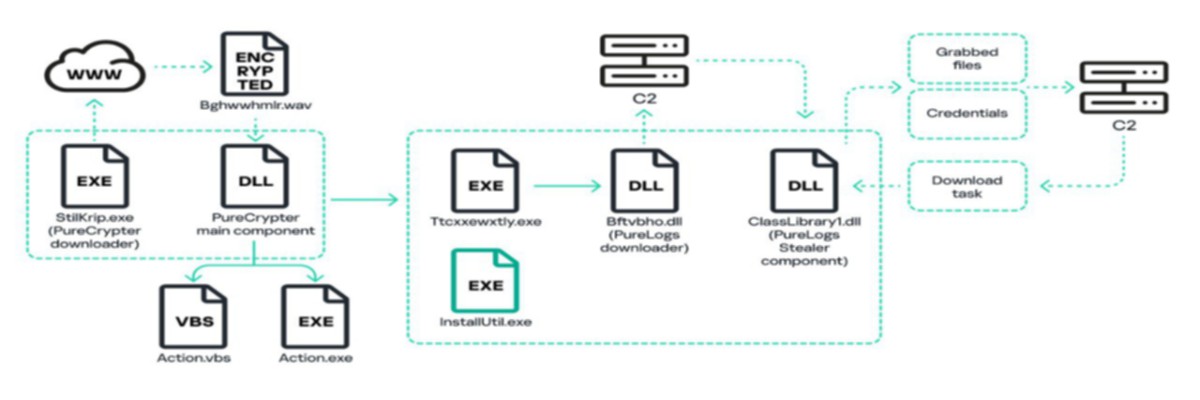 WWW
ENC
RYP
TED
Bghwwhmlr.wav
EXE
StilKrip.exe
(PureCrypter
downloader)
DLL
PureCrypter
main component
VBS
Action.vbs
EXE
Action.exe
C2
EXE
Ttcxxewxtly.exe
DLL
Bftvbho.dll
(PureLogs
downloader)
DLL
ClassLibrary1.dll
(PureLogs
Stealer
component)
EXE
InstallUtil.exe
Grabbed
files
Credentials
C2
Download
task